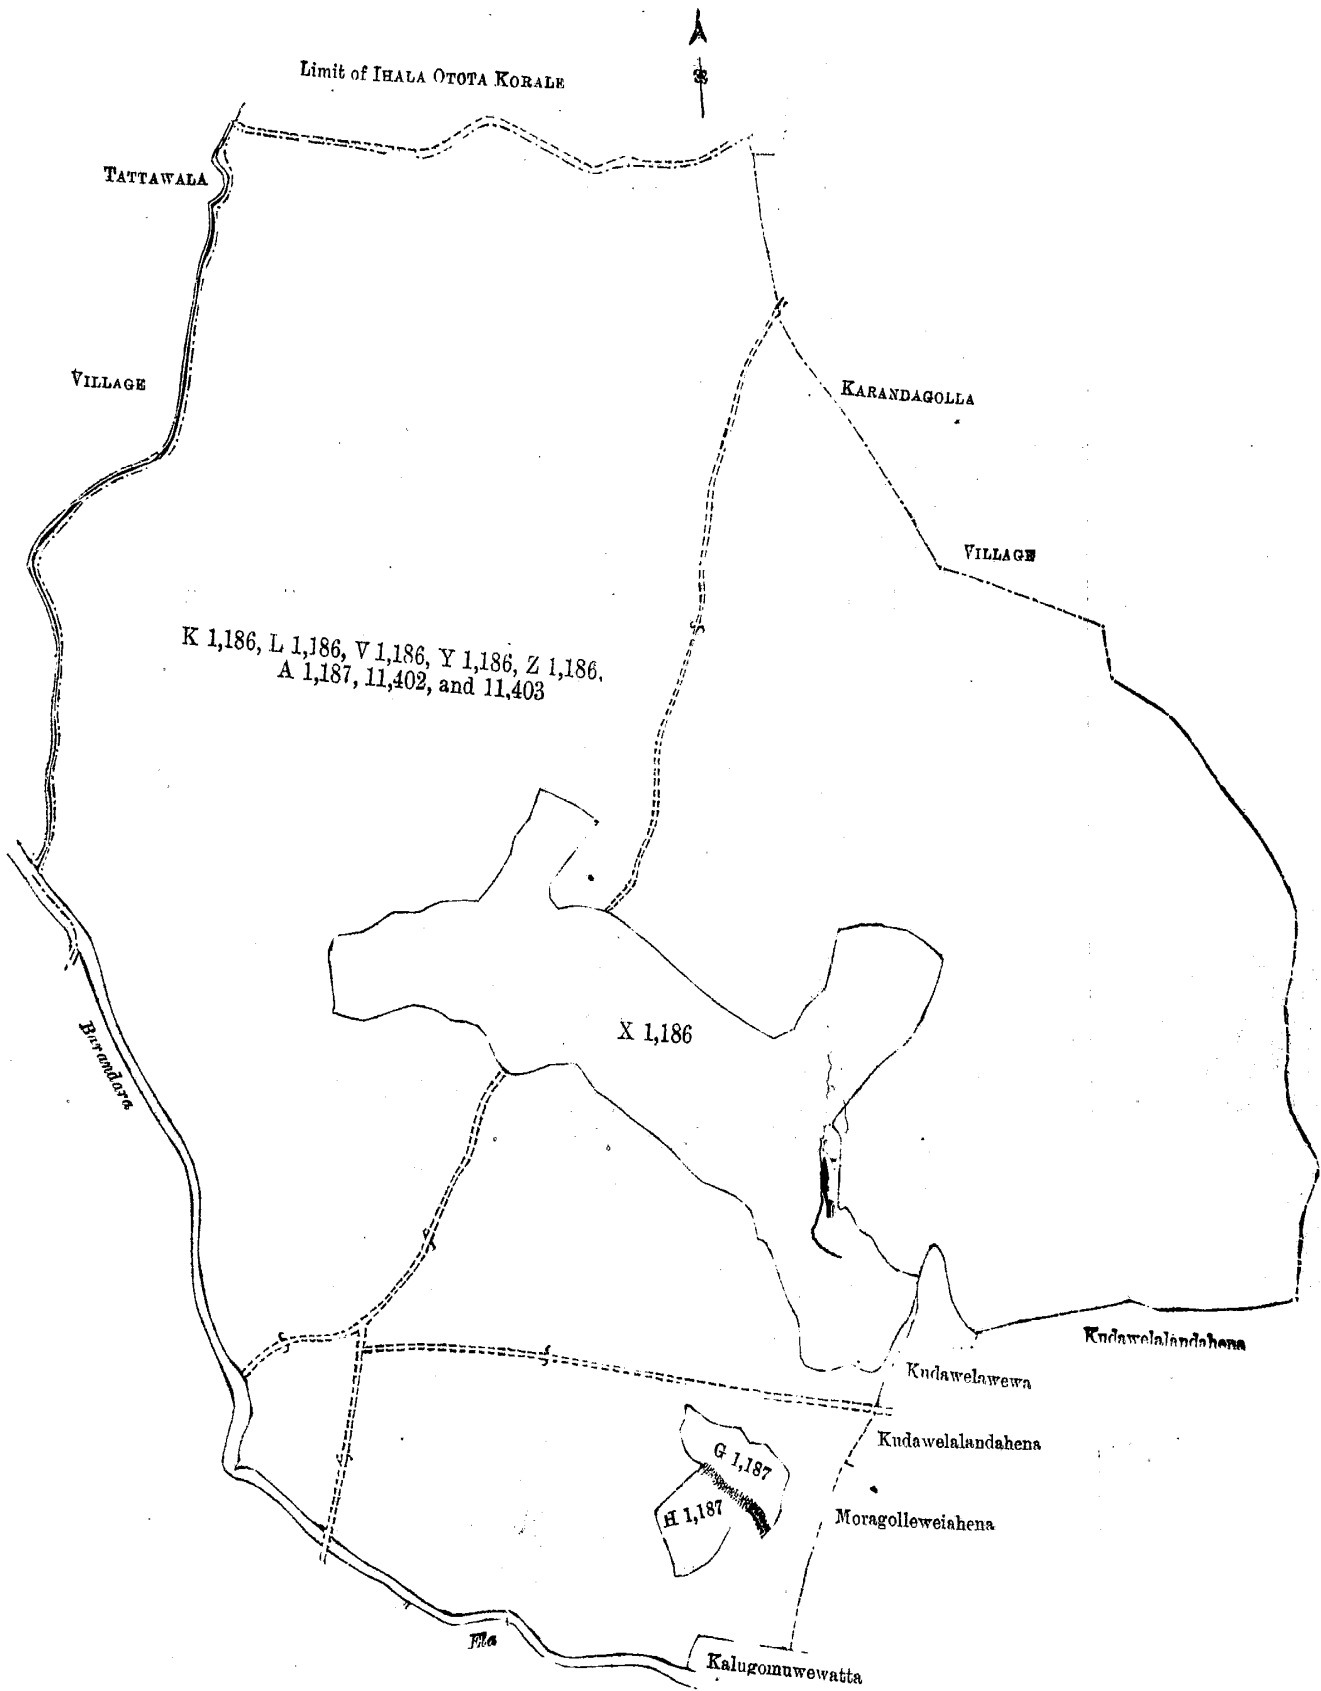 Limit of IHALA OTOTA KORALE
TATTAWALA
VILLAGE
KARANDAGOLLA
VILLAGE
K 1,186, L 1,186, V 1,186, Y 1,186, Z 1,186,
A 1,187, 11,402, and 11,403
X 1,186
Barandara
Kudawelalandahena
Kudawelawewa
Kudawelalandahena
G 1,187
H 1,187
Moragolleweiahena
Ela
Kalugomuwewatta